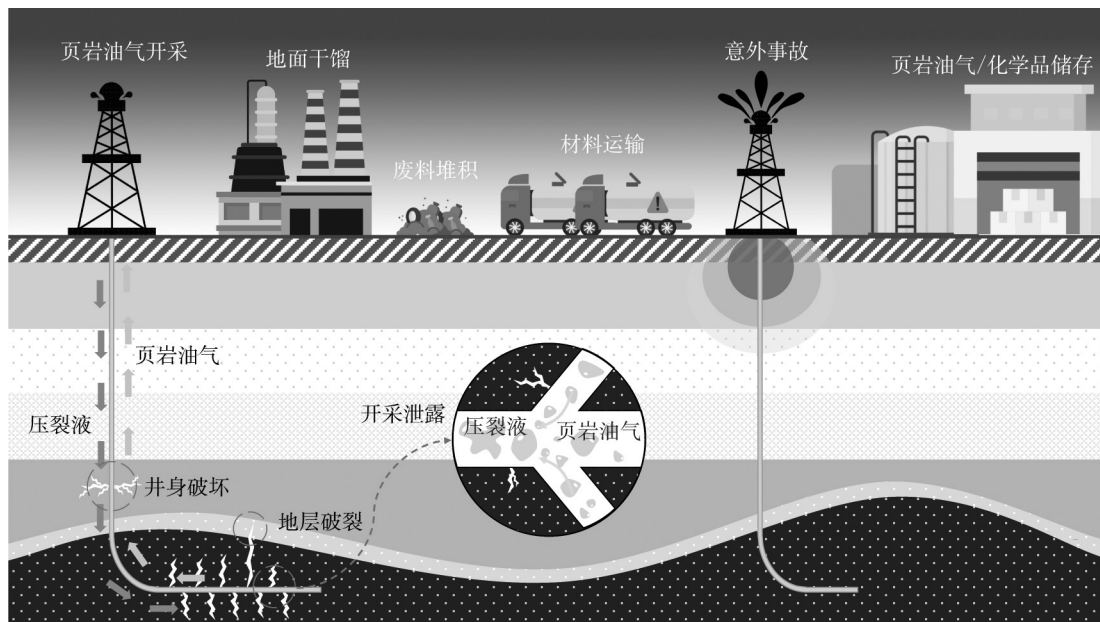 页岩油气开采
地面干馏
废料堆积
材料运输
意外事故
页岩油气/化学品储存
页岩油气
压裂液
开采泄露
压裂液
页岩油气
井身破坏
地层破裂